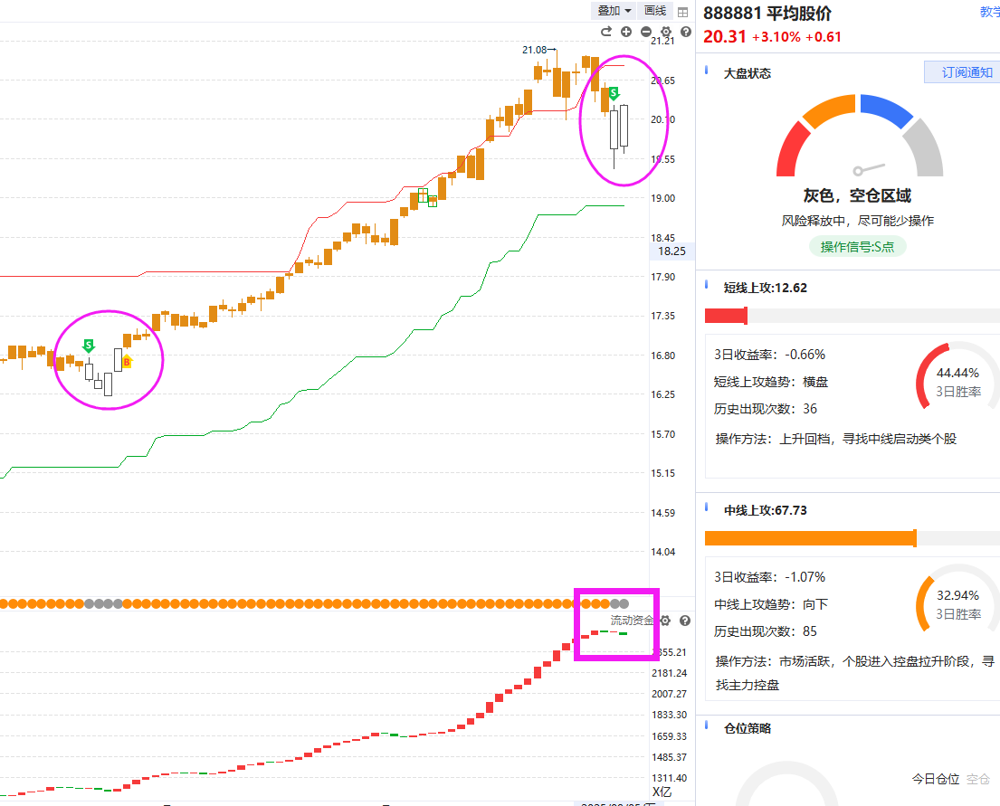 叠加 画线
888881 平均股价 教学
20.31 +3.10% +0.61
21.21
21.08
20.65
S
19.55
19.00
18.45
18.25
17.90
17.35
16.80
S
B
16.25
15.70
15.15
14.59
14.04
流动资金
2181.24
2007.27
1833.30
1659.33
1485.37
1311.40
X亿
大盘状态 订阅通知
灰色，空仓区域
风险释放中，尽可能少操作
操作信号:S点
短线上攻:12.62
3日收益率：-0.66%
短线上攻趋势：横盘
历史出现次数：36
44.44%
3日胜率
操作方法：上升回档，寻找中线启动类个股
中线上攻:67.73
3日收益率：-1.07%
中线上攻趋势：向下
历史出现次数：85
32.94%
3日胜率
操作方法：市场活跃，个股进入控盘拉升阶段，寻
找主力控盘
仓位策略
今日仓位 空仓